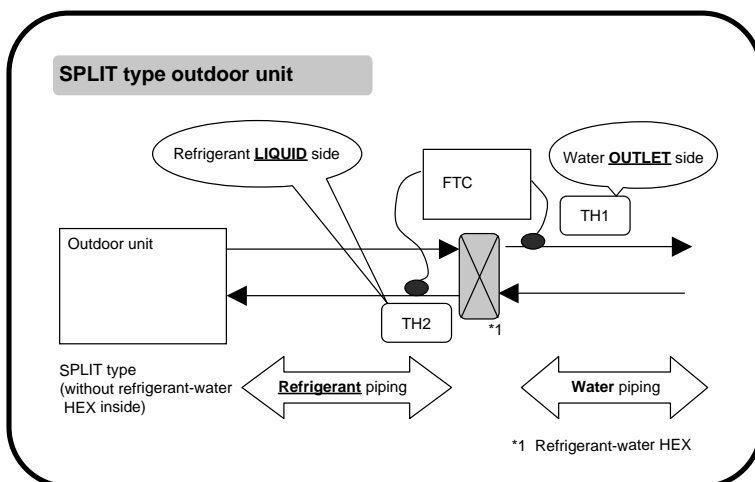 SPLIT type outdoor unit
Refrigerant LIQUID side
Water OUTLET side
FTC
TH1
Outdoor unit
TH2
*1
SPLIT type
(without refrigerant-water
HEX inside)
Refrigerant piping
Water piping
*1 Refrigerant-water HEX